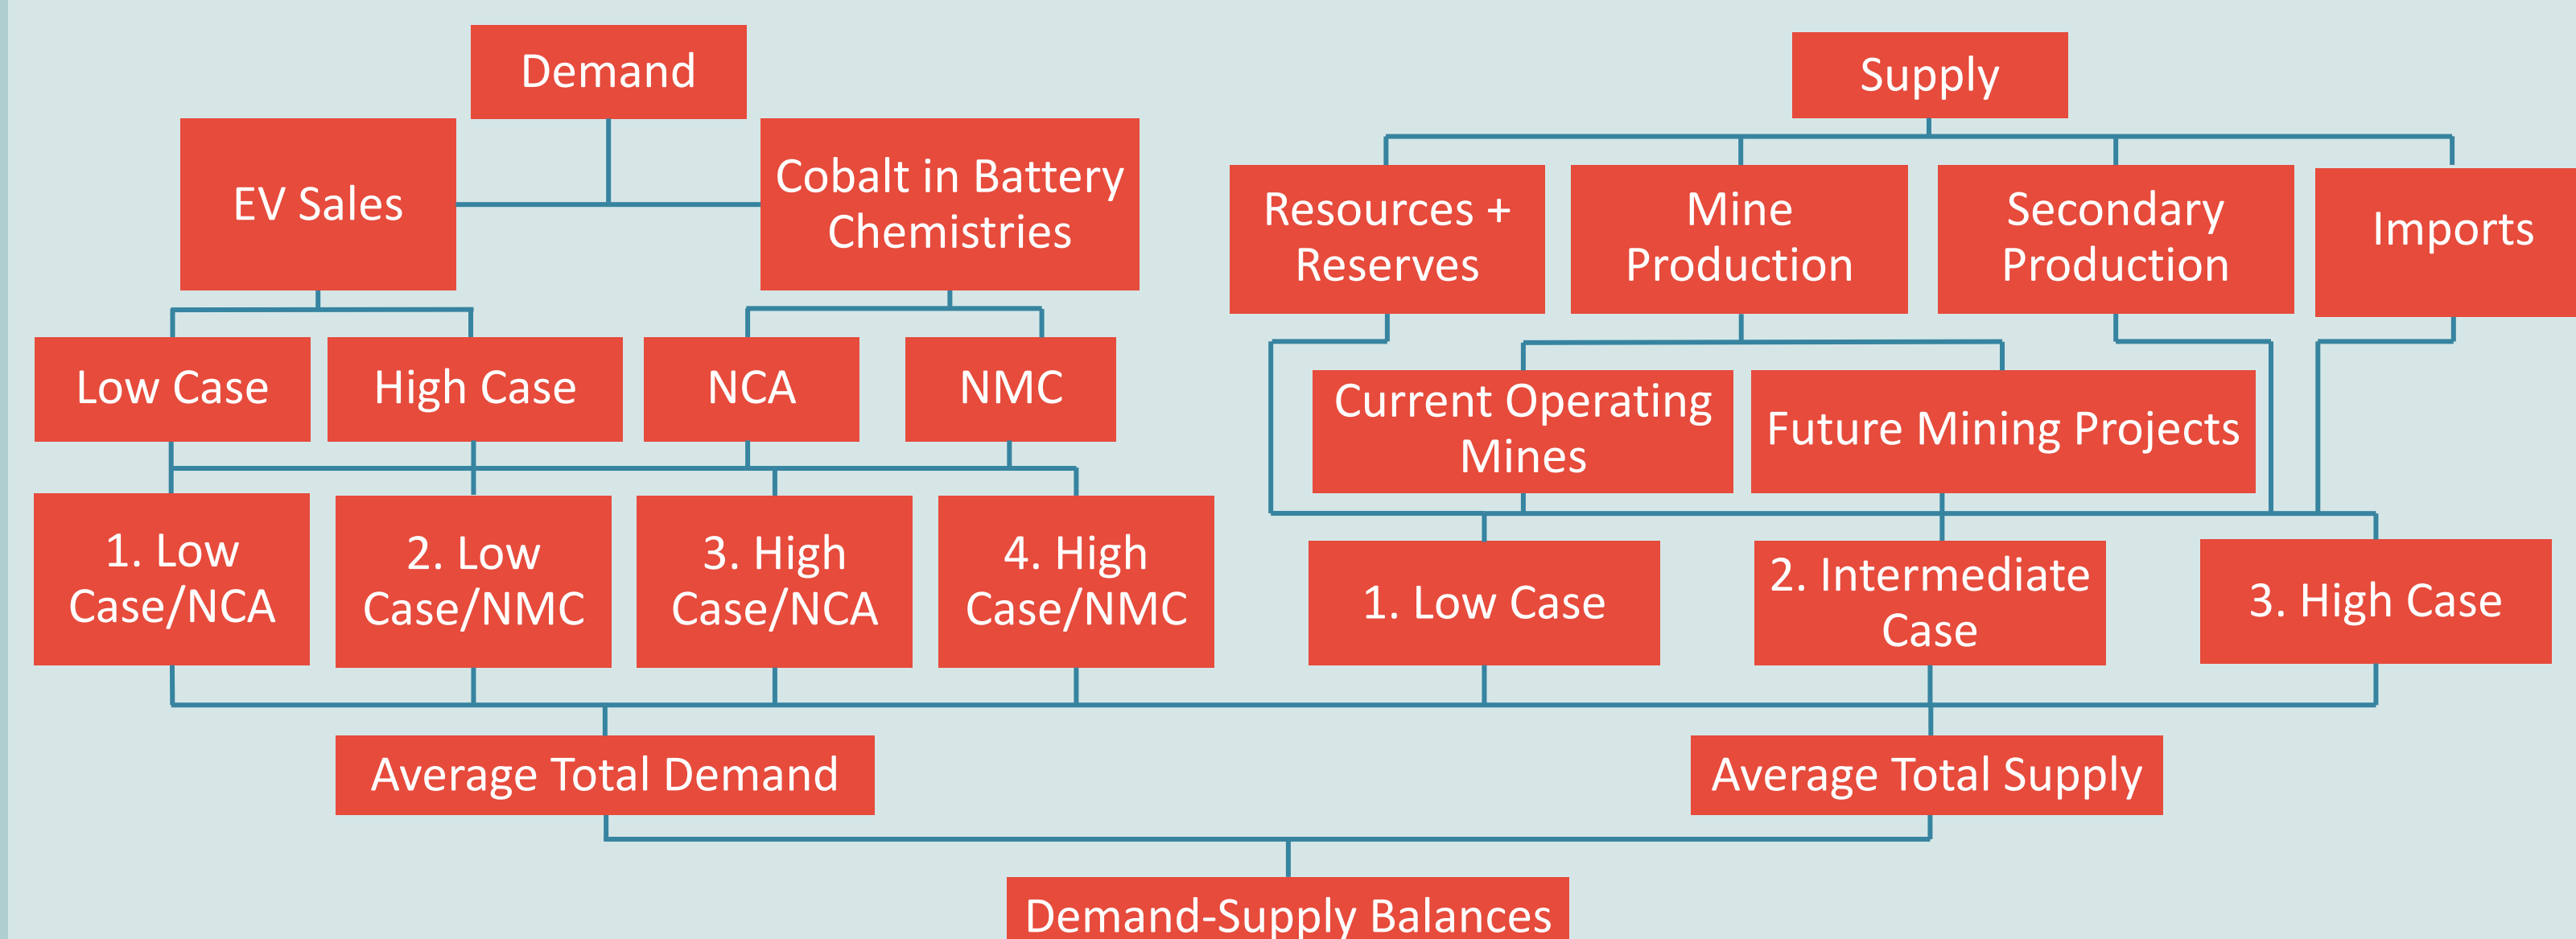 Demand
EV Sales
Cobalt in Battery
Chemistries
Low Case
High Case
NCA
NMC
1. Low
Case/NCA
2. Low
Case/NMC
3. High
Case/NCA
4. High
Case/NMC
Supply
Resources +
Reserves
Mine
Production
Secondary
Production
Imports
Current Operating
Mines
Future Mining Projects
1. Low Case
2. Intermediate
Case
3. High Case
Average Total Demand
Average Total Supply
Demand-Supply Balances